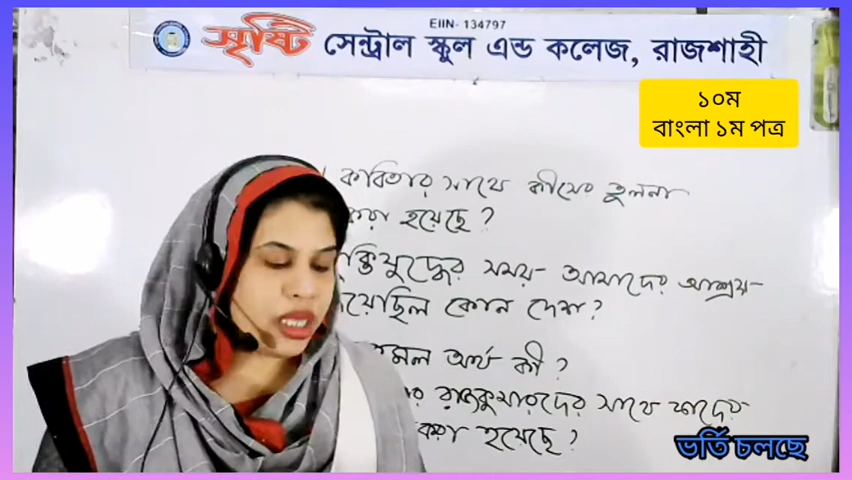 EIIN- 134797
সৃষ্টি সেন্ট্রাল স্কুল এন্ড কলেজ, রাজশাহী
১০ম
বাংলা ১ম পত্র
কবিতার সাথে কীসের তুলনা
করা হয়েছে?
ক্তিযুদ্ধের সময় আমাদের আশ্রয়
য়েছিল কোন দেশ?
অর্থ কী?
রাজকুমারদের সাথে কাদের
করা হয়েছে?
ভর্তি চলছে